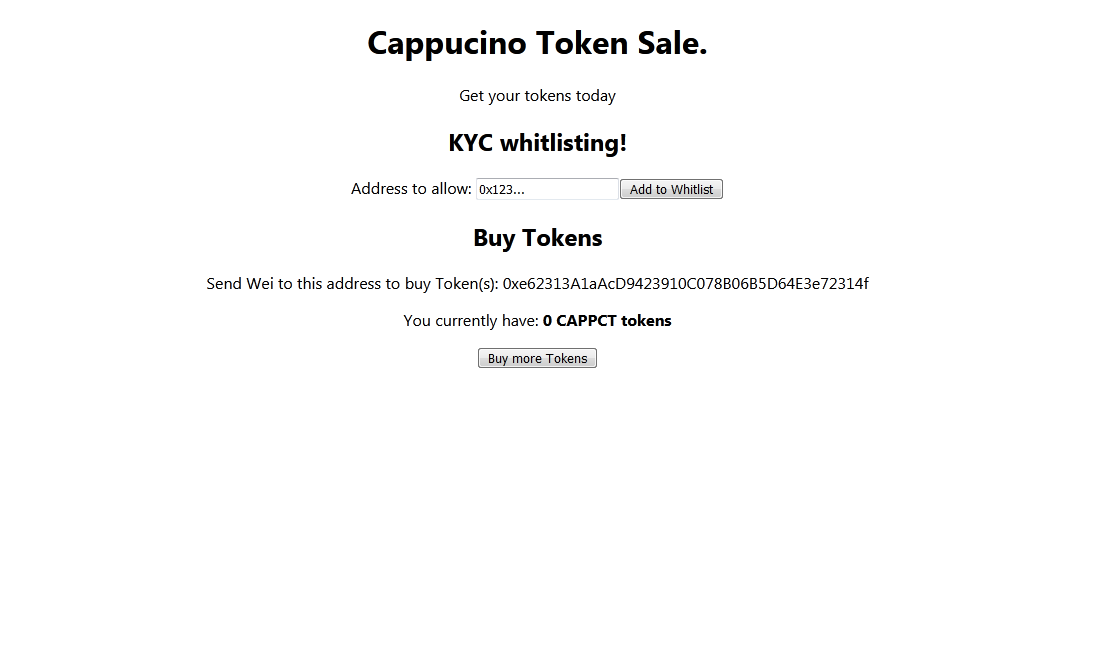 Cappucino Token Sale.
Get your tokens today
KYC whitlisting!
Address to allow: 0x123... Add to Whitlist
Buy Tokens
Send Wei to this address to buy Token(s): 0xe62313A1aAcD9423910C078B06B5D64E3e72314f
You currently have: 0 CAPPCT tokens
Buy more Tokens